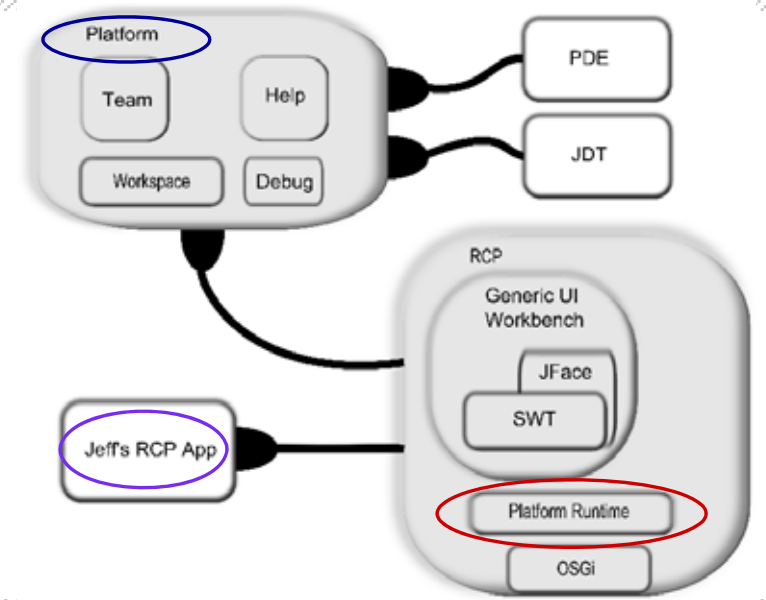 Platform
Team
Help
Workspace
Debug
PDE
JDT
RCP
Generic UI
Workbench
JFace
SWT
Jeff's RCP App
Platform Runtime
OSGi